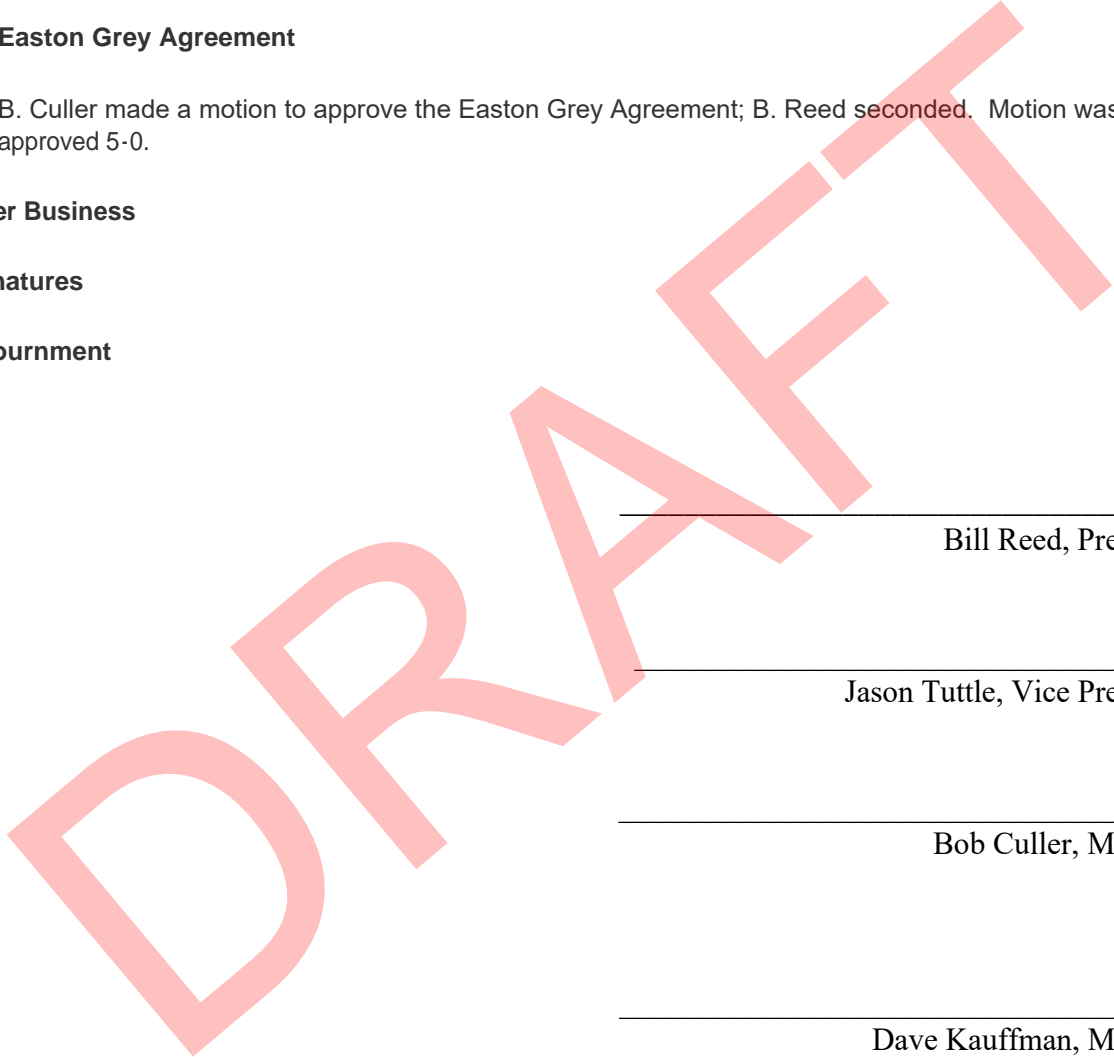 Easton Grey Agreement
B. Culler made a motion to approve the Easton Grey Agreement; B. Reed seconded. Motion was
approved 5-0.
er Business
natures
ournment
Bill Reed, Pre
Jason Tuttle, Vice Pre
Bob Culler, M
Dave Kauffman, M
DRAFT